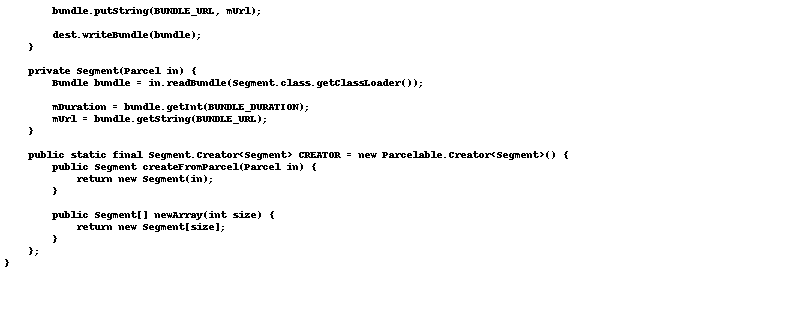 bundle.putString(BUNDLE_URL, mUrl);

        dest.writeBundle(bundle);
    }

    private Segment(Parcel in) {
        Bundle bundle = in.readBundle(Segment.class.getClassLoader());

        mDuration = bundle.getInt(BUNDLE_DURATION);
        mUrl = bundle.getString(BUNDLE_URL);
    }

    public static final Segment.Creator<Segment> CREATOR = new Parcelable.Creator<Segment>() {
        public Segment createFromParcel(Parcel in) {
            return new Segment(in);
        }

        public Segment[] newArray(int size) {
            return new Segment[size];
        }
    };
}